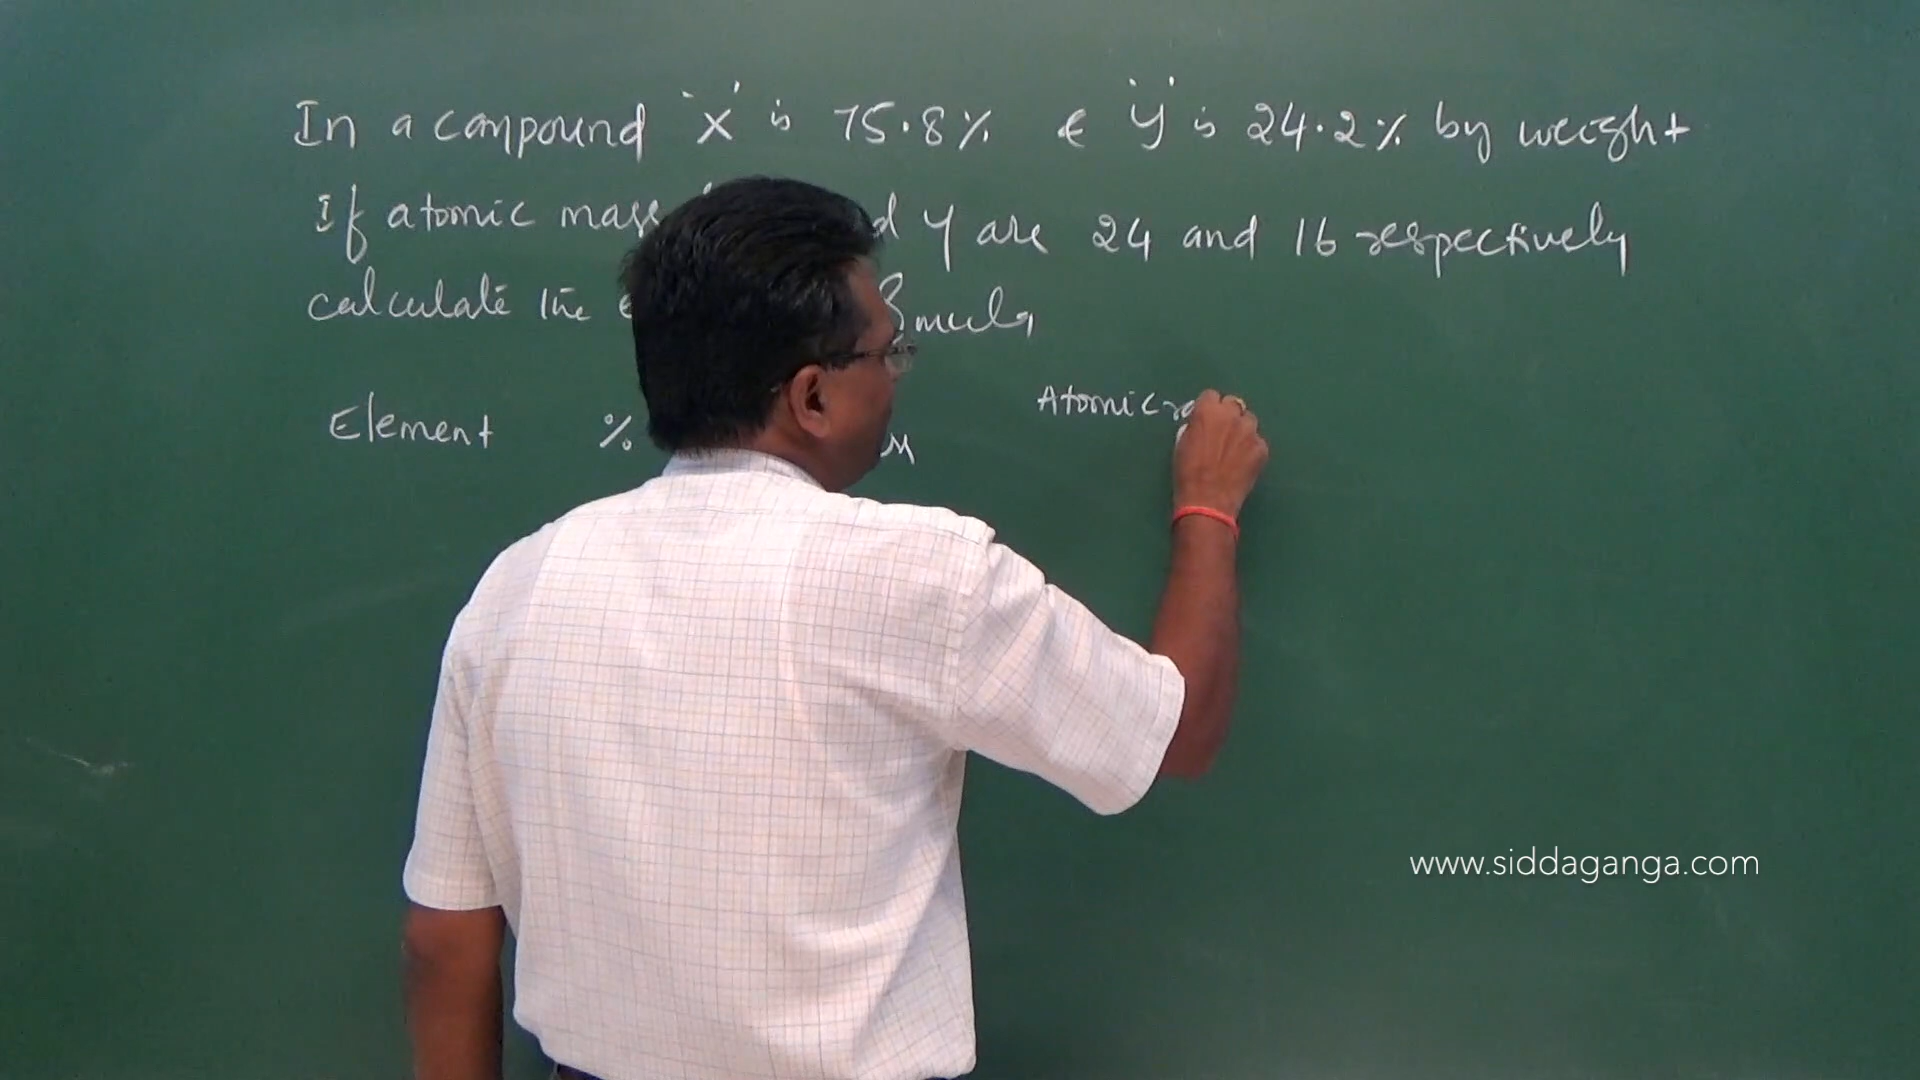 In a compound 'X' is 75.8% & 'Y' is 24.2% by weight
If atomic mass Y are 24 and 16 respectively
calculate the
Element % Atomic
www.siddaganga.com